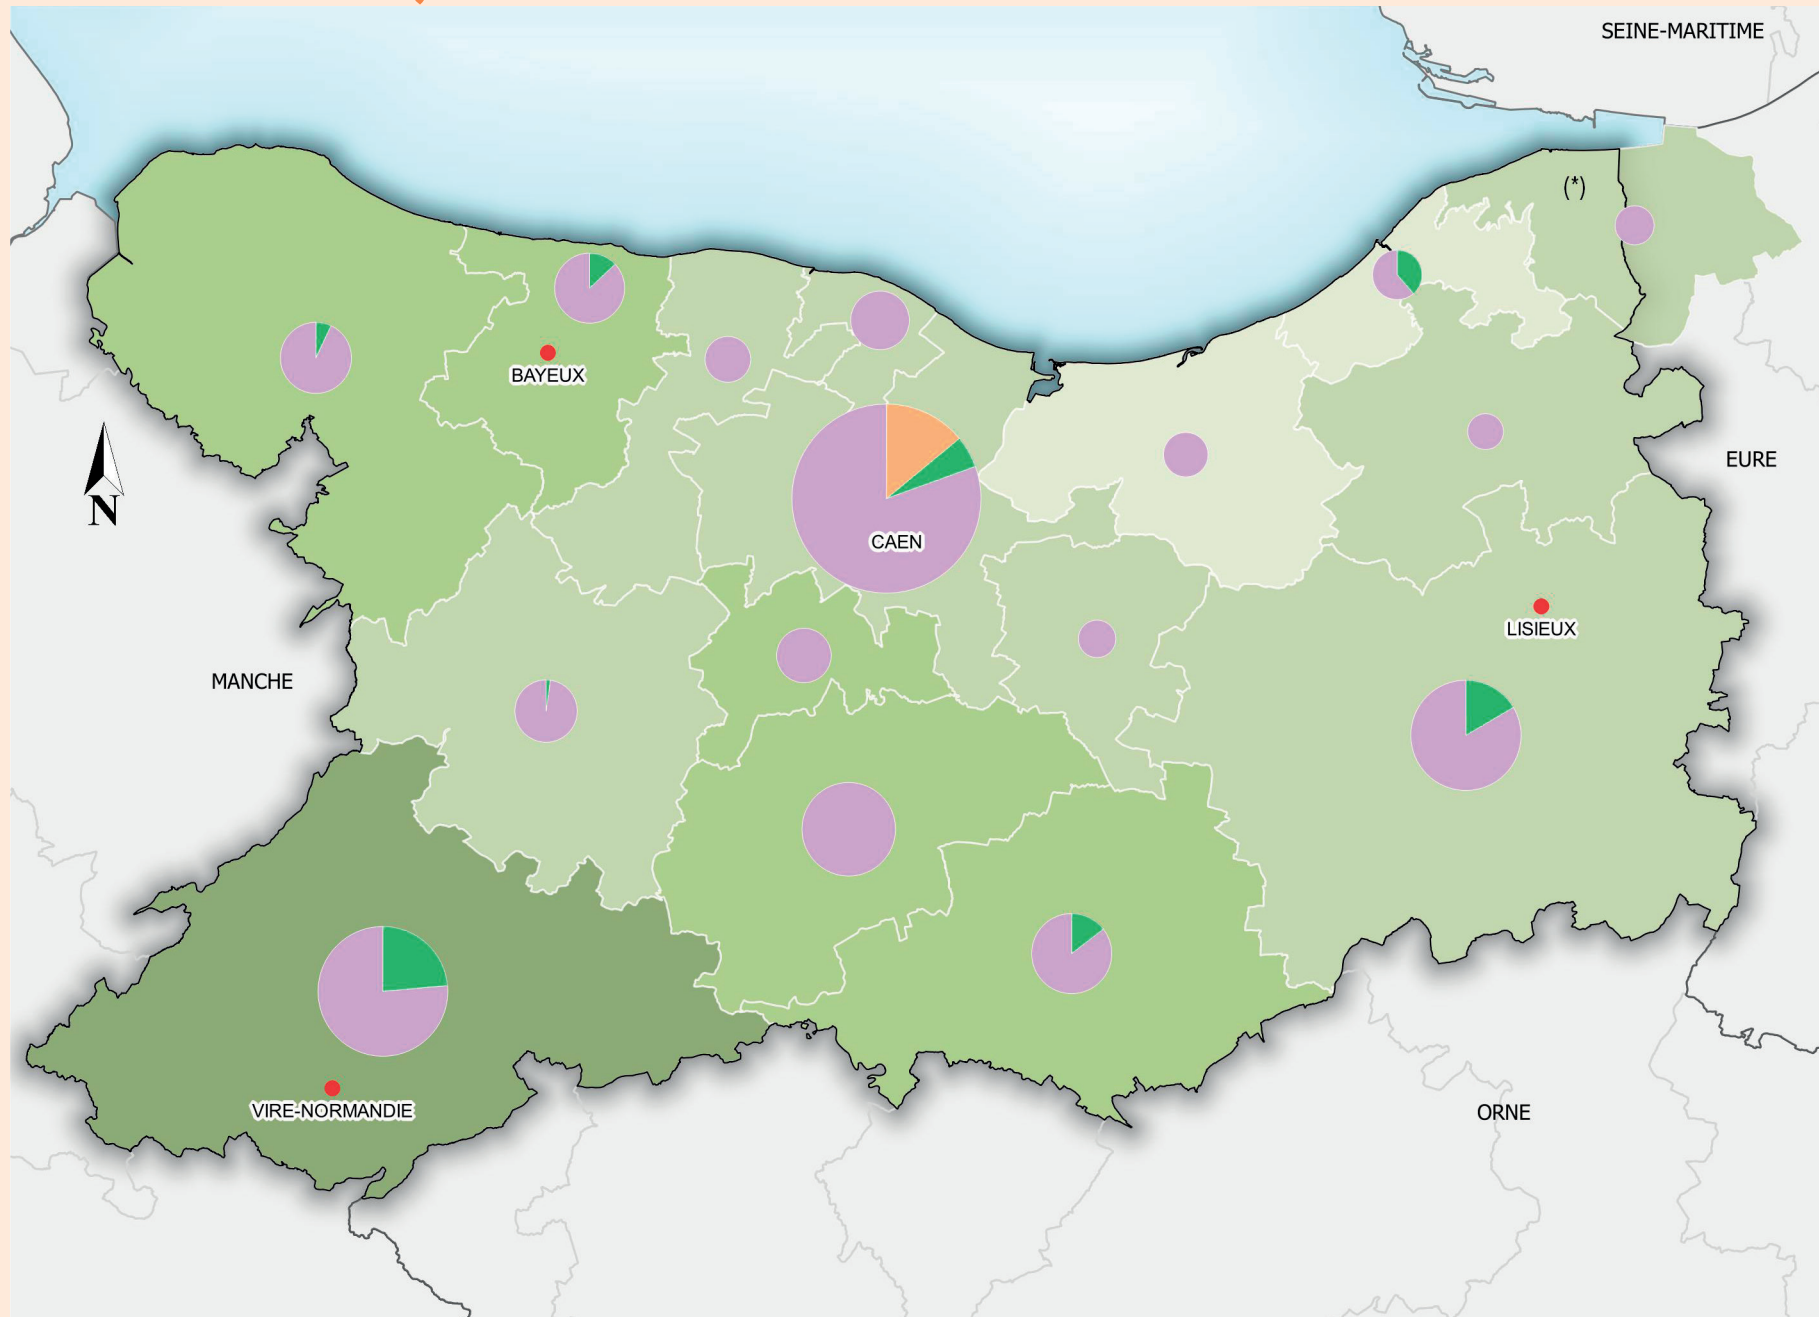 SEINE-MARITIME
(*)
BAYEUX
EURE
N
CAEN
LISIEUX
MANCHE
VIRE-NORMANDIE
ORNE